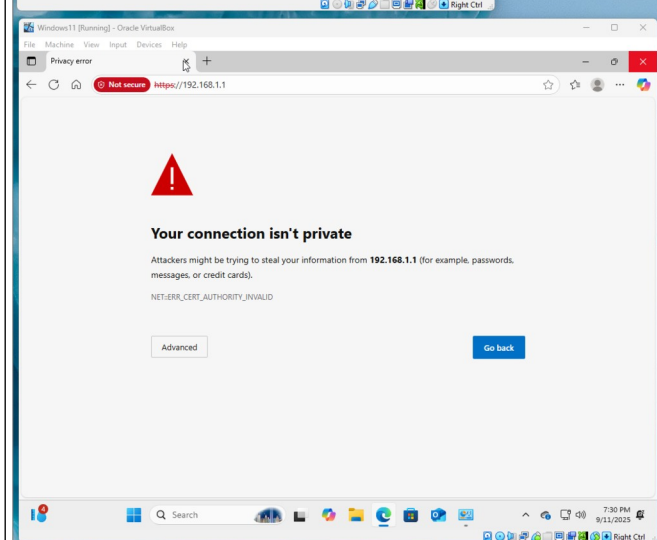 Right Ctrl
Windows11 [Running] - Oracle VirtualBox
File Machine View Input Devices Help
Privacy error
Not secure https://192.168.1.1
Your connection isn't private
Attackers might be trying to steal your information from 192.168.1.1 (for example, passwords,
messages, or credit cards).
NET::ERR_CERT_AUTHORITY_INVALID
Advanced
Go back
4
Search
7:30 PM
9/11/2025
Right Ctrl